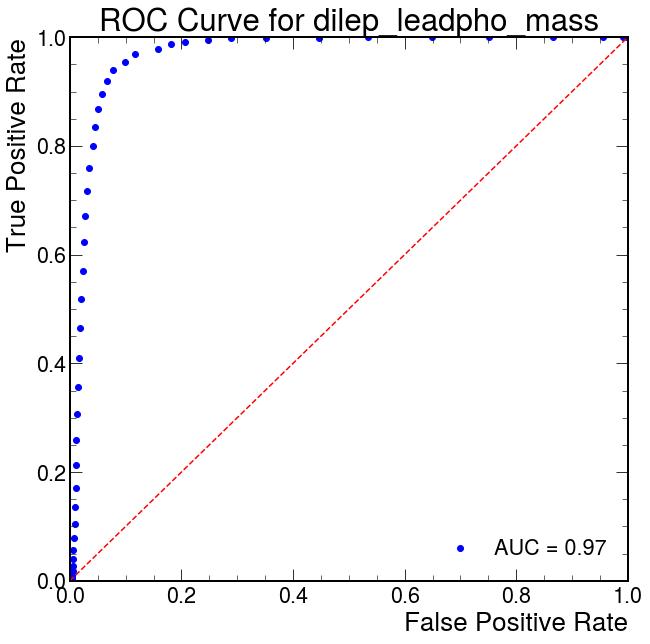 ROC Curve for dilep_leadpho_mass
True Positive Rate
1.0
0.8
0.6
0.4
0.2
0.0
0.0 0.2 0.4 0.6 0.8 1.0
AUC = 0.97
False Positive Rate